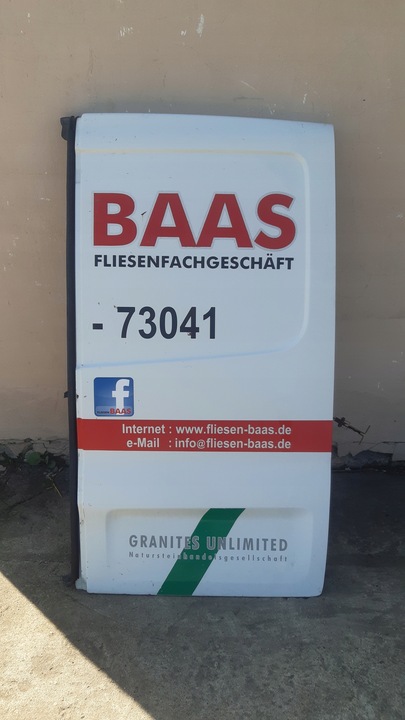 BAAS
FLIESENFACHGESCHÄFT
- 73041
f
BAAS
Internet : www.fliesen-baas.de
e-Mail : info@fliesen-baas.de
GRANITES UNLIMITED
Natursteinhandelsgesellschaft